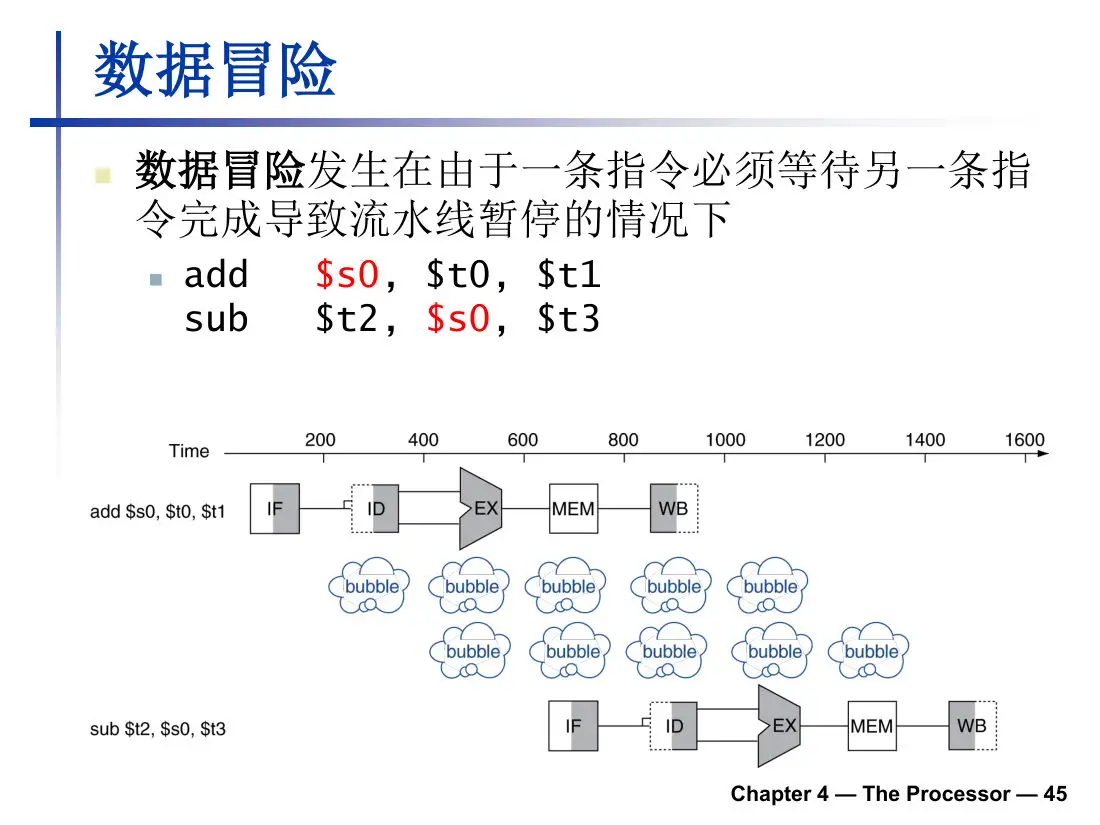 数据冒险
数据冒险发生在由于一条指令必须等待另一条指
令完成导致流水线暂停的情况下
add $s0, $t0, $t1
sub $t2, $s0, $t3
Time 200 400 600 800 1000 1200 1400 1600
add $s0, $t0, $t1 IF ID EX MEM WB
bubble bubble bubble bubble bubble
bubble bubble bubble bubble bubble
sub $t2, $s0, $t3 IF ID EX MEM WB
Chapter 4 — The Processor — 45